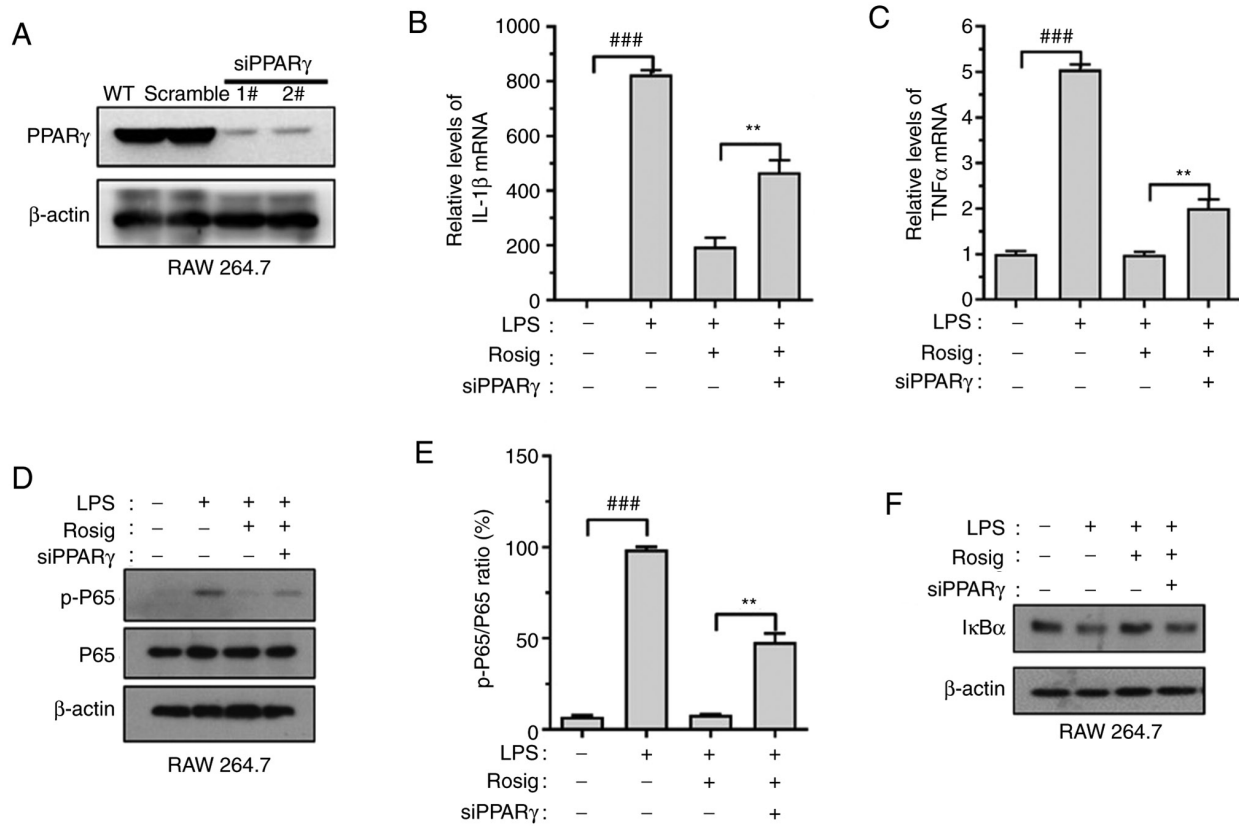 A
siPPARγ
WT Scramble 1# 2#
PPARγ
β-actin
RAW 264.7
B
Relative levels of
IL-1β mRNA
1000
800
600
400
200
0
###
**
LPS : – + + +
Rosig : – – + +
siPPARγ : – – – +
C
Relative levels of
TNFα mRNA
6
5
4
3
2
1
0
###
**
LPS : – + + +
Rosig : – – + +
siPPARγ : – – – +
D
LPS : – + + +
Rosig : – – + +
siPPARγ : – – – +
p-P65
P65
β-actin
RAW 264.7
E
p-P65/P65 ratio (%)
150
100
50
0
###
**
LPS : – + + +
Rosig : – – + +
siPPARγ : – – – +
F
LPS : – + + +
Rosig : – – + +
siPPARγ : – – – +
IκBα
β-actin
RAW 264.7